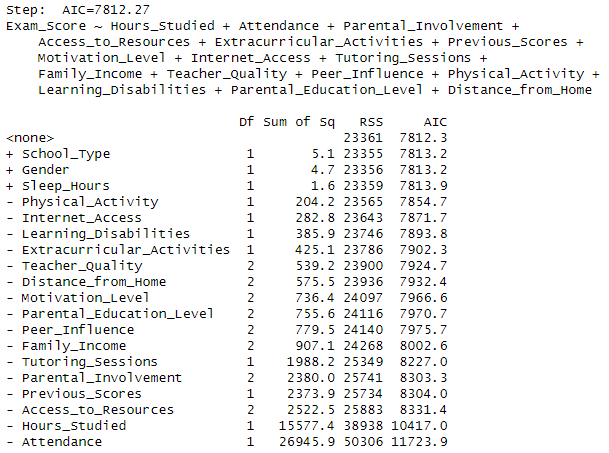 Step:  AIC=7812.27
Exam_Score ~ Hours_Studied + Attendance + Parental_Involvement +
    Access_to_Resources + Extracurricular_Activities + Previous_Scores +
    Motivation_Level + Internet_Access + Tutoring_Sessions +
    Family_Income + Teacher_Quality + Peer_Influence + Physical_Activity +
    Learning_Disabilities + Parental_Education_Level + Distance_from_Home
                             Df Sum of Sq   RSS     AIC
<none>                                    23361  7812.3
+ School_Type                 1       5.1 23355  7813.2
+ Gender                      1       4.7 23356  7813.2
+ Sleep_Hours                 1       1.6 23359  7813.9
- Physical_Activity           1     204.2 23565  7854.7
- Internet_Access             1     282.8 23643  7871.7
- Learning_Disabilities       1     385.9 23746  7893.8
- Extracurricular_Activities  1     425.1 23786  7902.3
- Teacher_Quality             2     539.2 23900  7924.7
- Distance_from_Home          2     575.5 23936  7932.4
- Motivation_Level            2     736.4 24097  7966.6
- Parental_Education_Level    2     755.6 24116  7970.7
- Peer_Influence              2     779.5 24140  7975.7
- Family_Income               2     907.1 24268  8002.6
- Tutoring_Sessions           1    1988.2 25349  8227.0
- Parental_Involvement        2    2380.0 25741  8303.3
- Previous_Scores             1    2373.9 25734  8304.0
- Access_to_Resources         2    2522.5 25883  8331.4
- Hours_Studied               1   15577.4 38938 10417.0
- Attendance                  1   26945.9 50306 11723.9